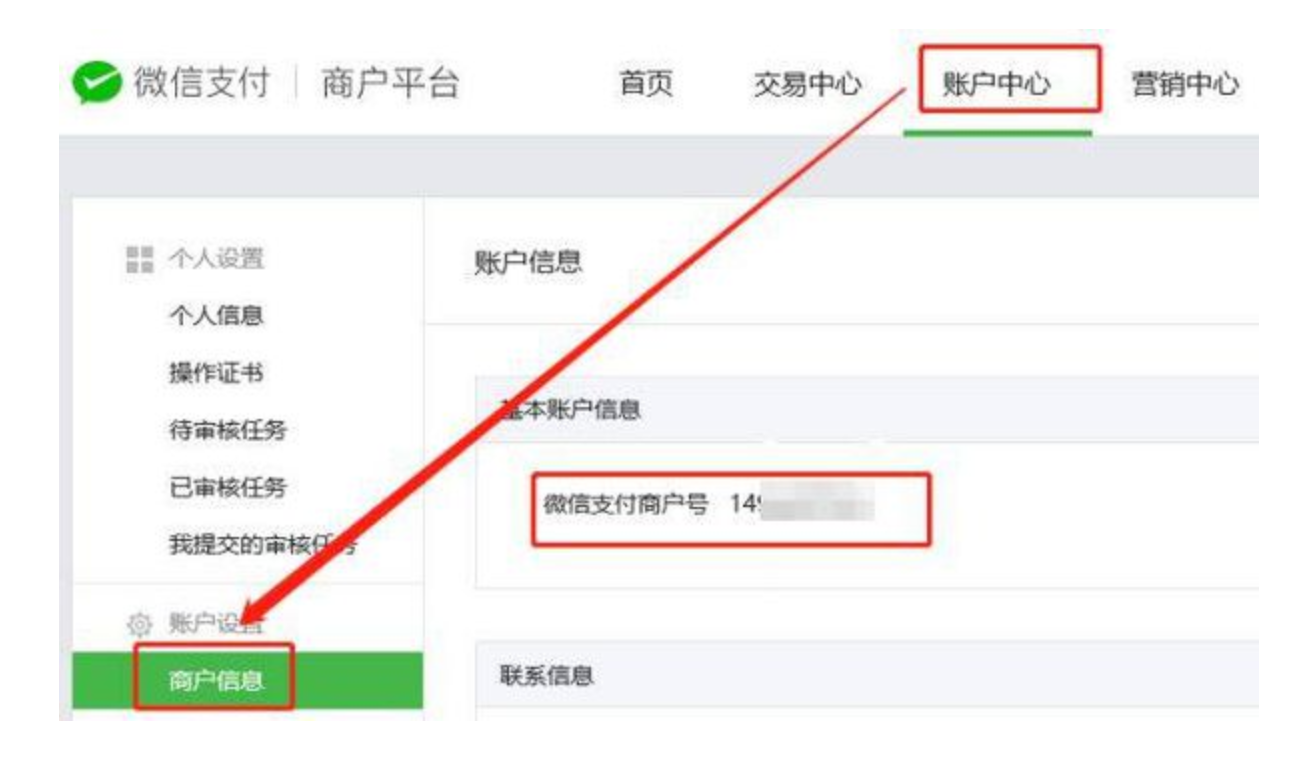 微信支付 商户平台 首页 交易中心 账户中心 营销中心
个人设置
个人信息
操作证书
待审核任务
已审核任务
我提交的审核任务
账户设置
商户信息
账户信息
基本账户信息
微信支付商户号 149
联系信息